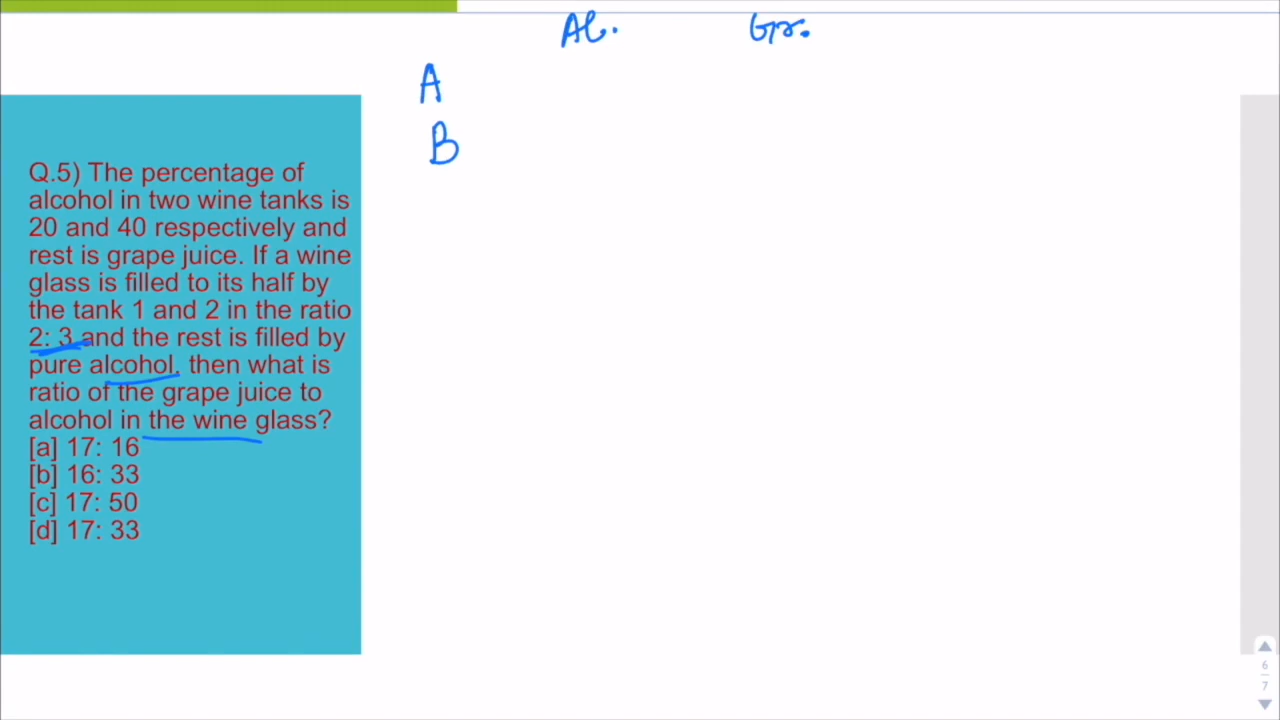 Al. Gr.
A
B
Q.5) The percentage of
alcohol in two wine tanks is
20 and 40 respectively and
rest is grape juice. If a wine
glass is filled to its half by
the tank 1 and 2 in the ratio
2: 3 and the rest is filled by
pure alcohol, then what is
ratio of the grape juice to
alcohol in the wine glass?
[a] 17: 16
[b] 16: 33
[c] 17: 50
[d] 17: 33
6
7